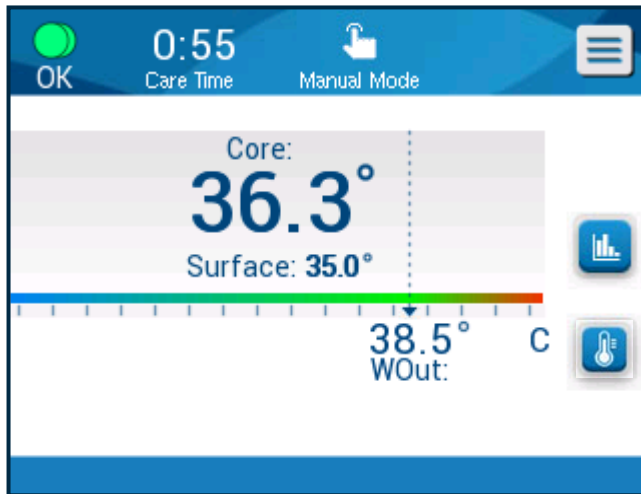 0:55
OK
Care Time
Manual Mode
Core:
36.3°
Surface: 35.0°
38.5° C
WOut: